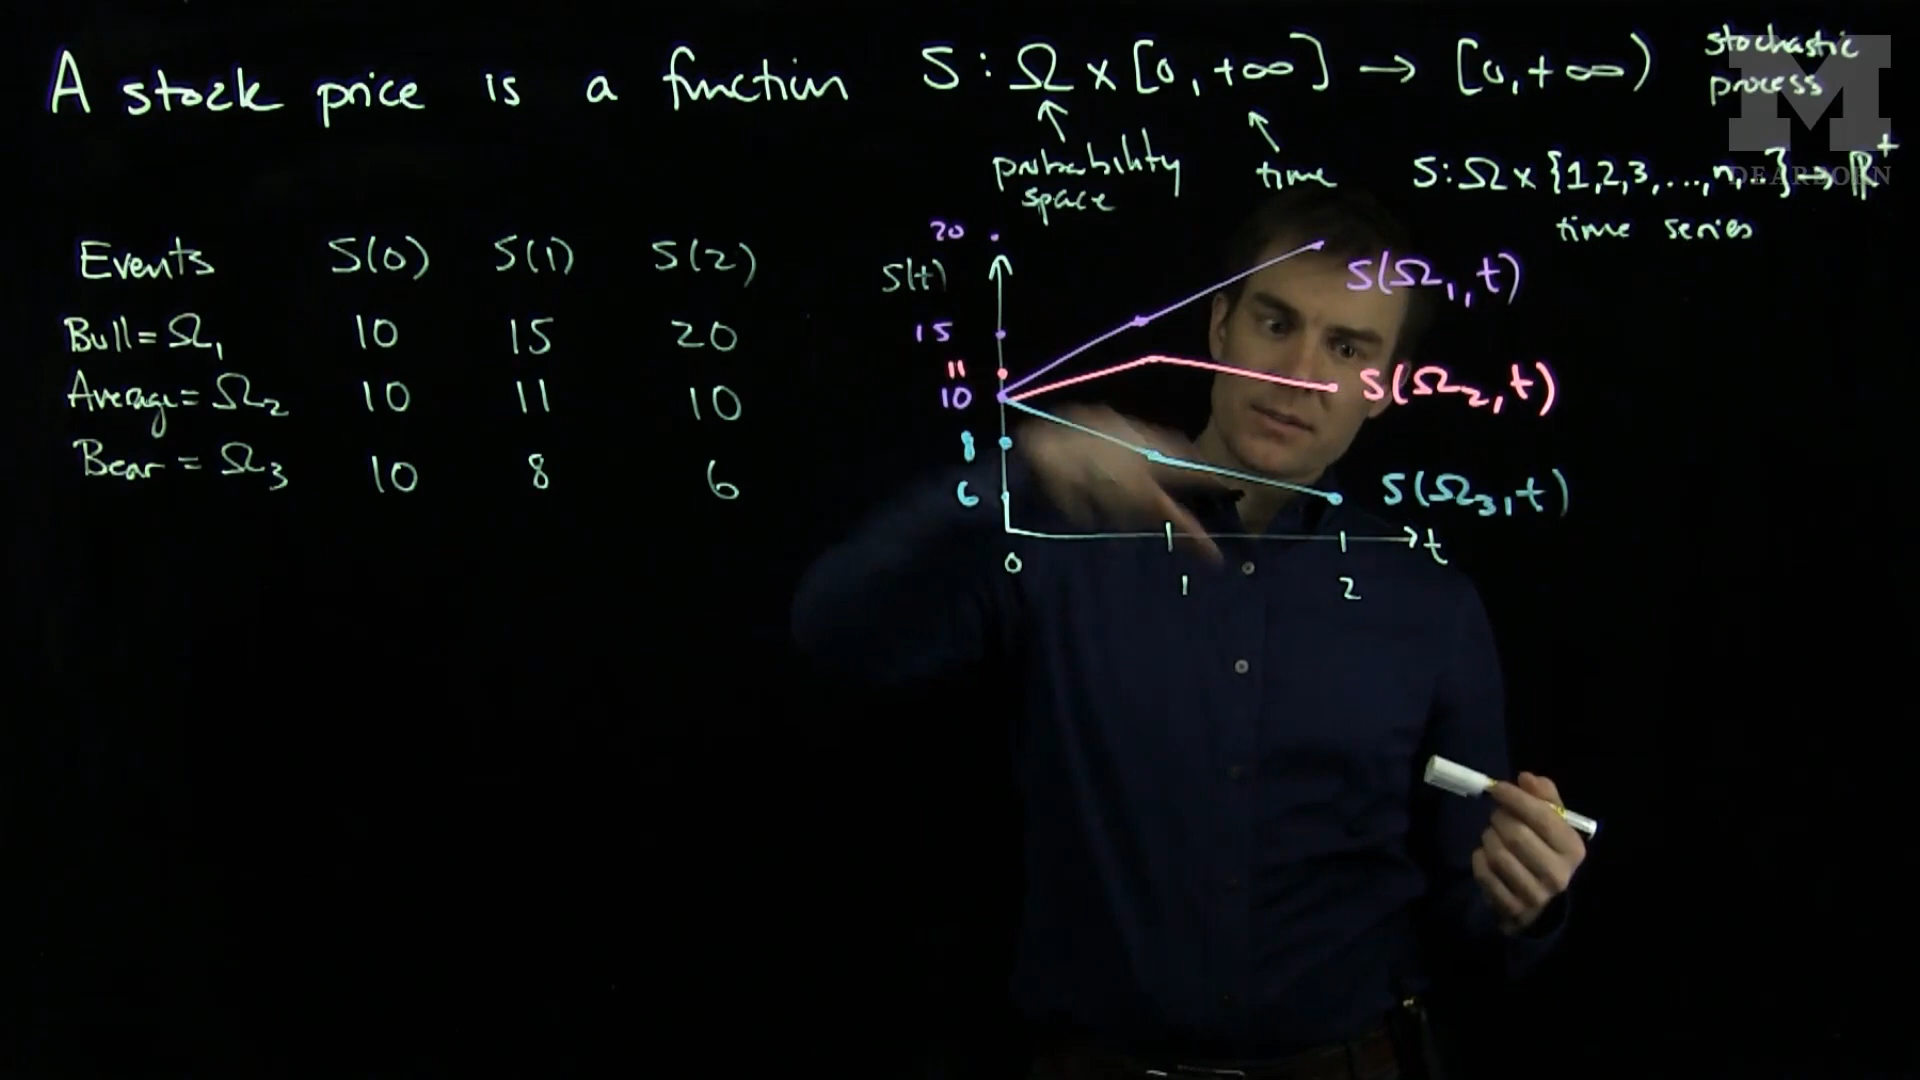 A stock price is a function S : Ω x [0, +∞] → [0, +∞) stochastic process
↑ probability space
↑ time
S : Ω x {1,2,3,...,n,..} → ℝ⁺
time series
Events S(0) S(1) S(2)
Bull = Ω₁ 10 15 20
Average = Ω₂ 10 11 10
Bear = Ω₃ 10 8 6
20
S(t)
15
11
10
8
6
S(Ω₁, t)
S(Ω₂, t)
S(Ω₃, t)
0 1 2 t
M
DEARBORN